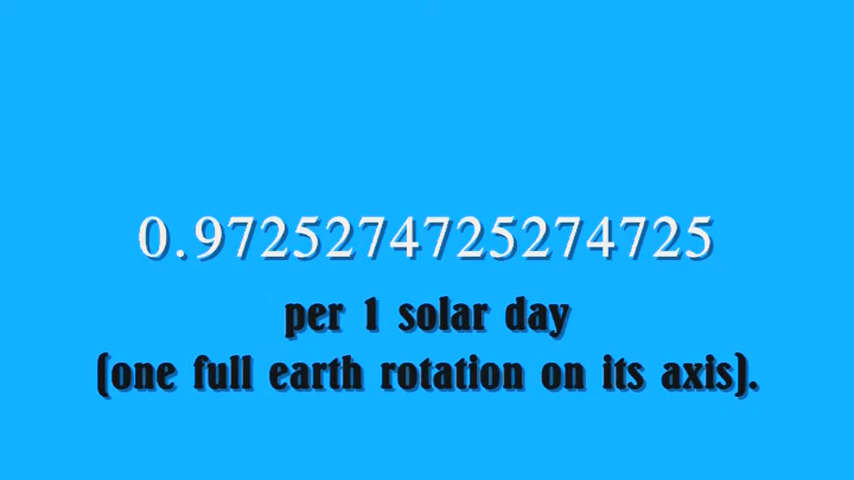 0.9725274725274725
per 1 solar day
(one full earth rotation on its axis).